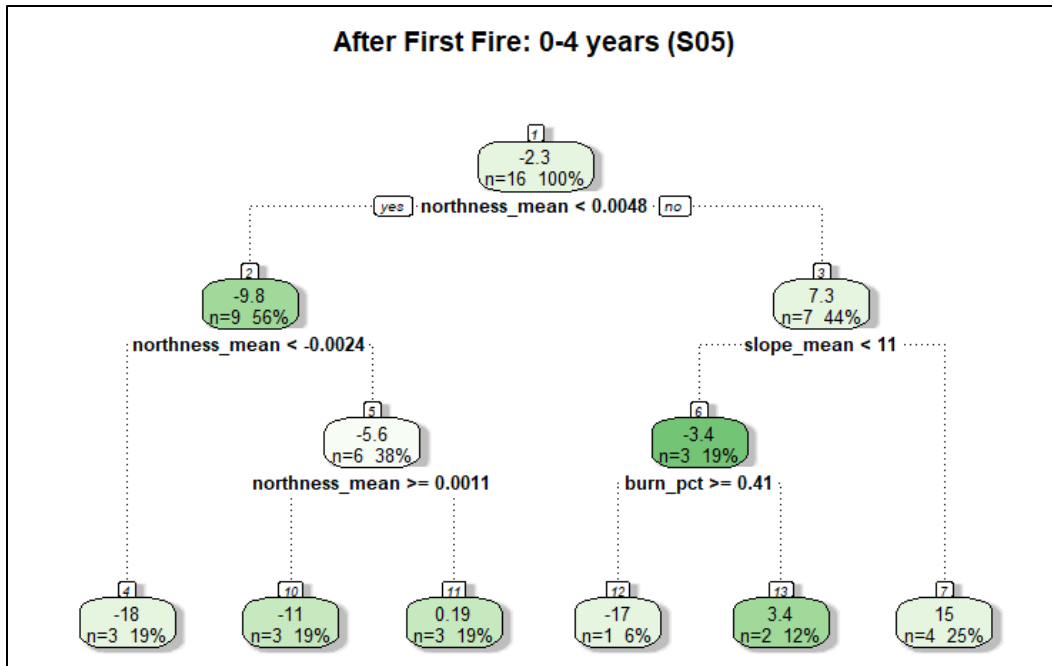 After First Fire: 0-4 years (S05)
1
-2.3
n=16 100%
yes northness_mean < 0.0048 no
2
-9.8
n=9 56%
3
7.3
n=7 44%
northness_mean < -0.0024
slope_mean < 11
5
-5.6
n=6 38%
6
-3.4
n=3 19%
northness_mean >= 0.0011
burn_pct >= 0.41
4
-18
n=3 19%
10
-11
n=3 19%
11
0.19
n=3 19%
12
-17
n=1 6%
13
3.4
n=2 12%
7
15
n=4 25%